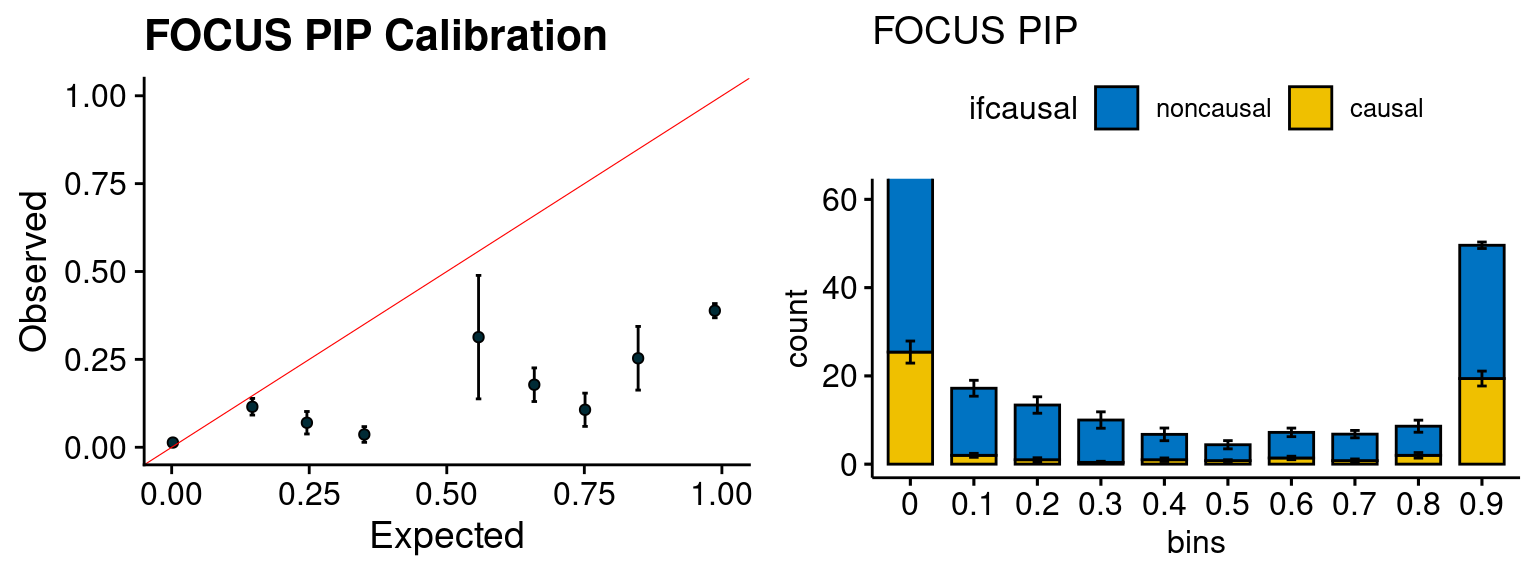 FOCUS PIP Calibration
1.00
0.75
0.50
0.25
0.00
Observed
0.00 0.25 0.50 0.75 1.00
Expected
FOCUS PIP
ifcausal noncausal causal
60
40
20
0
count
0 0.1 0.2 0.3 0.4 0.5 0.6 0.7 0.8 0.9
bins